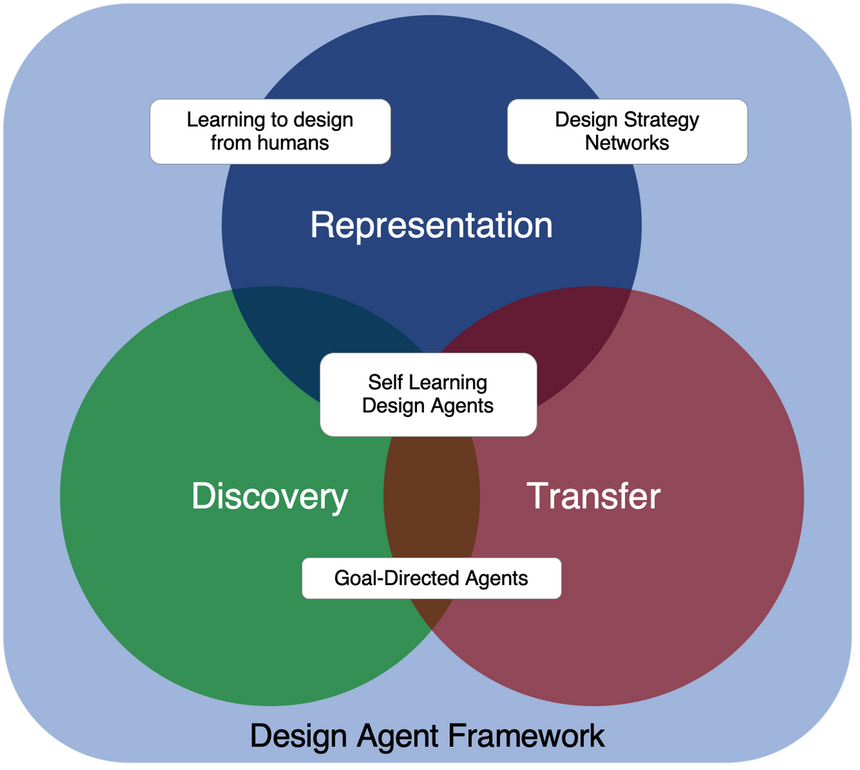 Learning to design
from humans
Design Strategy
Networks
Representation
Self Learning
Design Agents
Discovery
Transfer
Goal-Directed Agents
Design Agent Framework